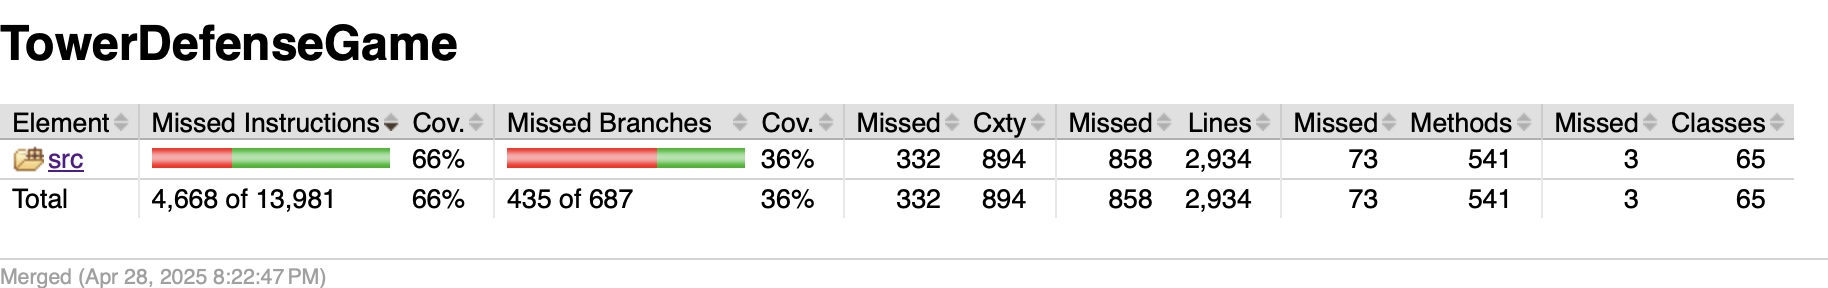 TowerDefenseGame
Element Missed Instructions Cov. Missed Branches Cov. Missed Cxty Missed Lines Missed Methods Missed Classes
src 66% 36% 332 894 858 2,934 73 541 3 65
Total 4,668 of 13,981 66% 435 of 687 36% 332 894 858 2,934 73 541 3 65
Merged (Apr 28, 2025 8:22:47 PM)